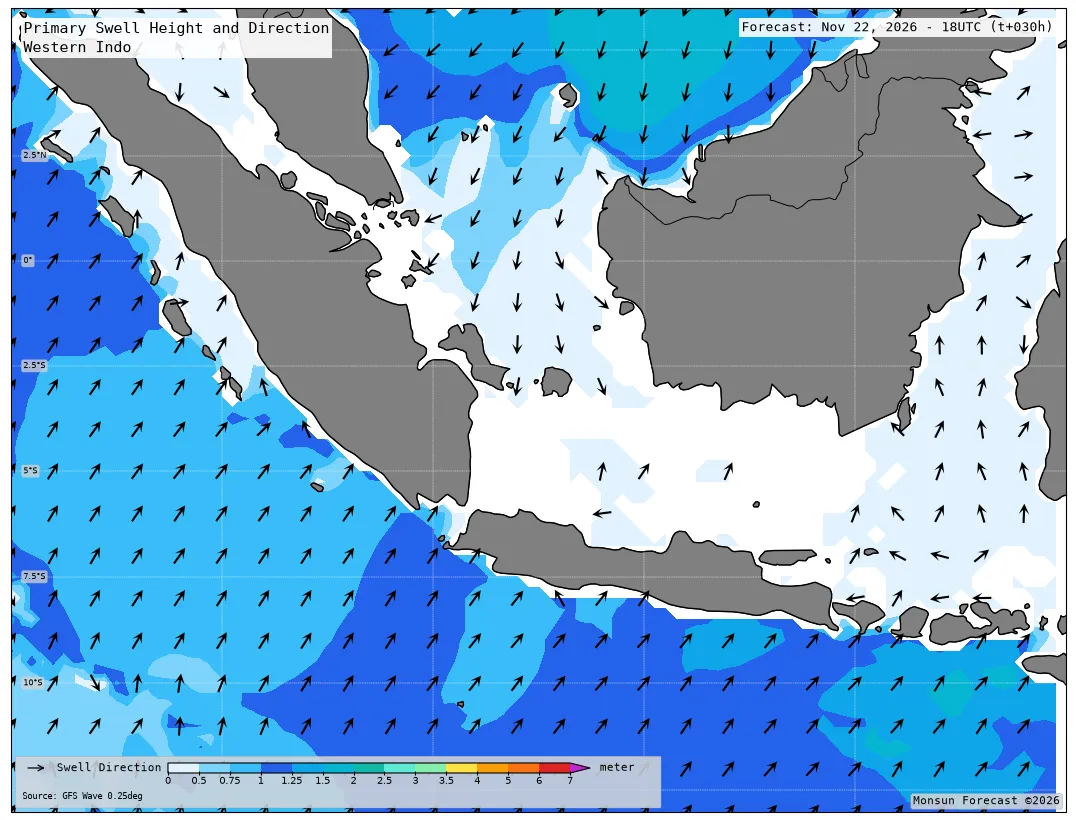 Primary Swell Height and Direction
Western Indo
Forecast: Nov 22, 2026 - 18UTC (t+030h)
2.5°N
0°
2.5°S
5°S
7.5°S
10°S
Swell Direction
meter
0 0.5 0.75 1 1.25 1.5 2 2.5 3 3.5 4 5 6 7
Source: GFS Wave 0.25deg
Monsun Forecast ©2026